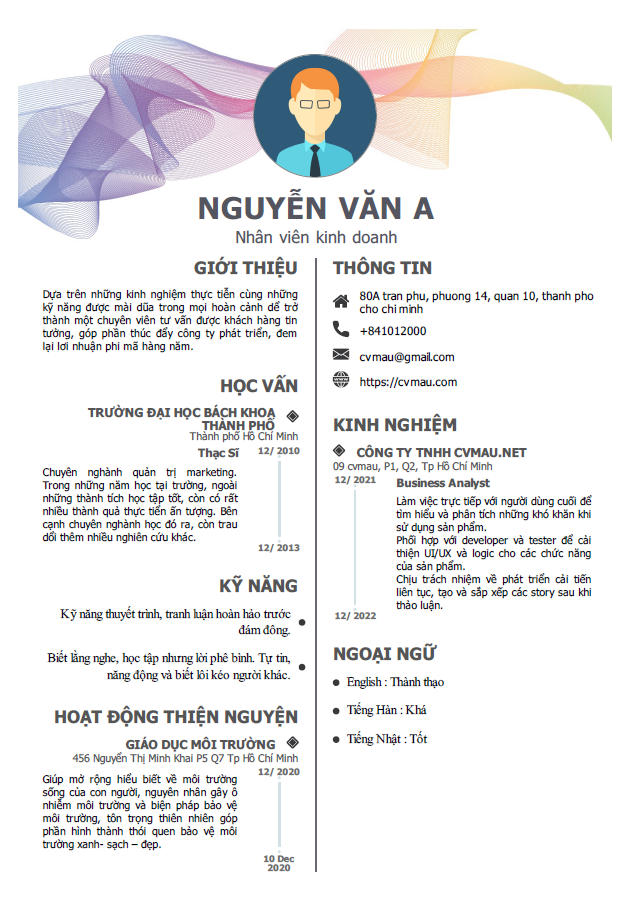 NGUYỄN VĂN A
Nhân viên kinh doanh
GIỚI THIỆU
Dựa trên những kinh nghiệm thực tiễn cùng những
kỹ năng được mài dũa trong mọi hoàn cảnh để trở
thành một chuyên viên tư vấn được khách hàng tin
tưởng, góp phần thúc đẩy công ty phát triển, đem
lại lơi nhuận phi mã hàng năm.
HỌC VẤN
TRƯỜNG ĐẠI HỌC BÁCH KHOA
THÀNH PHỐ
Thành phố Hồ Chí Minh
Thạc Sĩ 12/ 2010
Chuyên nghành quản trị marketing.
Trong những năm học tại trường, ngoài
những thành tích học tập tốt, còn có rất
nhiều thành quả thực tiễn ấn tượng. Bên
cạnh chuyên nghành học đó ra, còn trau
dồi thêm nhiều nghiên cứu khác.
12/ 2013
KỸ NĂNG
Kỹ năng thuyết trình, tranh luận hoàn hảo trước
đám đông.
Biết lắng nghe, học tập nhưng lời phê bình. Tự tin,
năng động và biết lôi kéo người khác.
HOẠT ĐỘNG THIỆN NGUYỆN
GIÁO DỤC MÔI TRƯỜNG
456 Nguyễn Thị Minh Khai P5 Q7 Tp Hồ Chí Minh
12/ 2020
Giúp mở rộng hiểu biết về môi trường
sống của con người, nguyên nhân gây ô
nhiễm môi trường và biện pháp bảo vệ
môi trường, tôn trọng thiên nhiên góp
phần hình thành thói quen bảo vệ môi
trường xanh- sạch – đẹp.
10 Dec
2020
THÔNG TIN
80A tran phu, phuong 14, quan 10, thanh pho
cho chi minh
+841012000
cvmau@gmail.com
https://cvmau.com
KINH NGHIỆM
CÔNG TY TNHH CVMAU.NET
09 cvmau, P1, Q2, Tp Hồ Chí Minh
12/ 2021 Business Analyst
Làm việc trực tiếp với người dùng cuối để
tìm hiểu và phân tích những khó khăn khi
sử dụng sản phẩm.
Phối hợp với developer và tester để cải
thiện UI/UX và logic cho các chức năng
của sản phẩm.
Chịu trách nhiệm về phát triển cải tiến
liên tục, tạo và sắp xếp các story sau khi
thảo luận.
12/ 2022
NGOẠI NGỮ
English : Thành thạo
Tiếng Hàn : Khá
Tiếng Nhật : Tốt